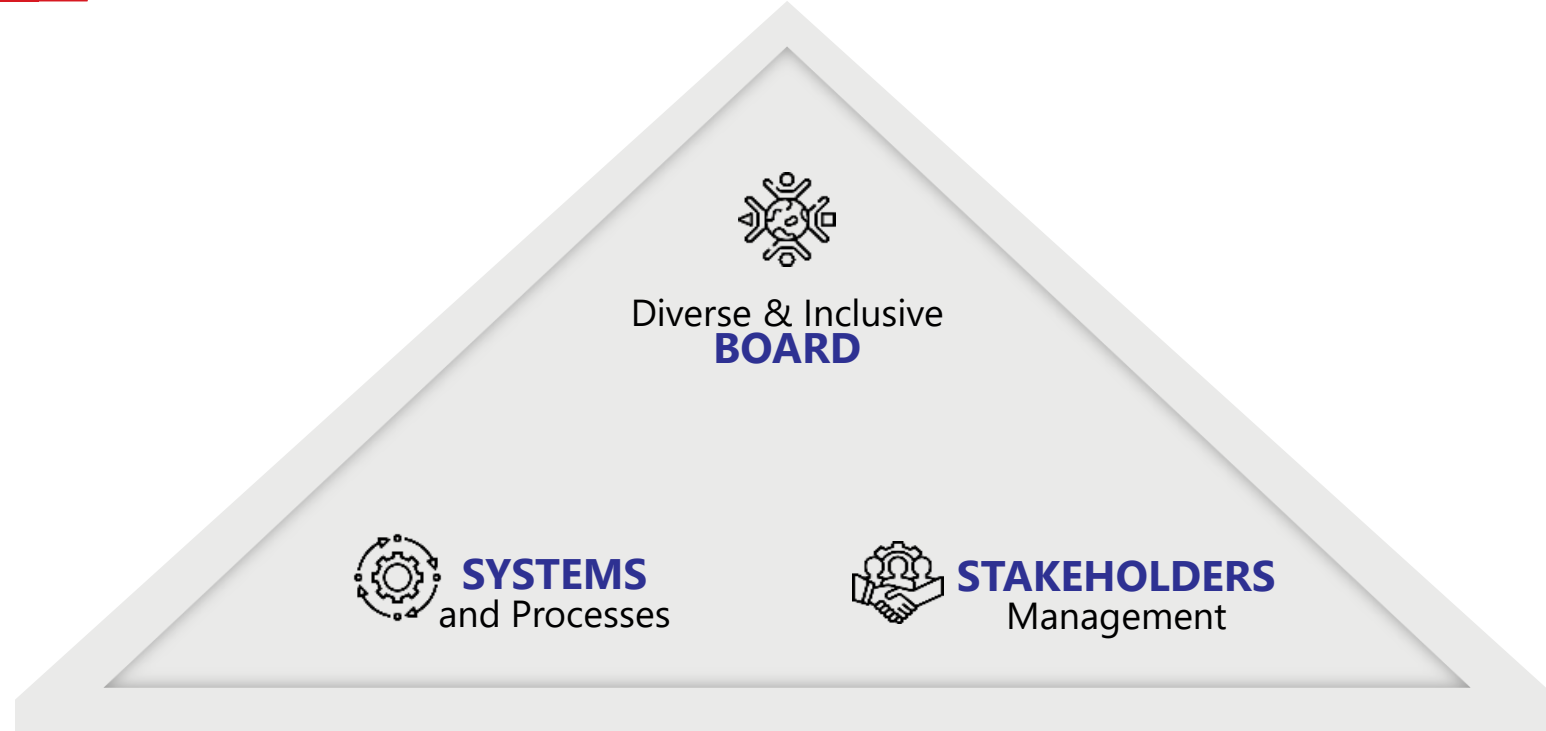 Diverse & Inclusive
BOARD
SYSTEMS
and Processes
STAKEHOLDERS
Management